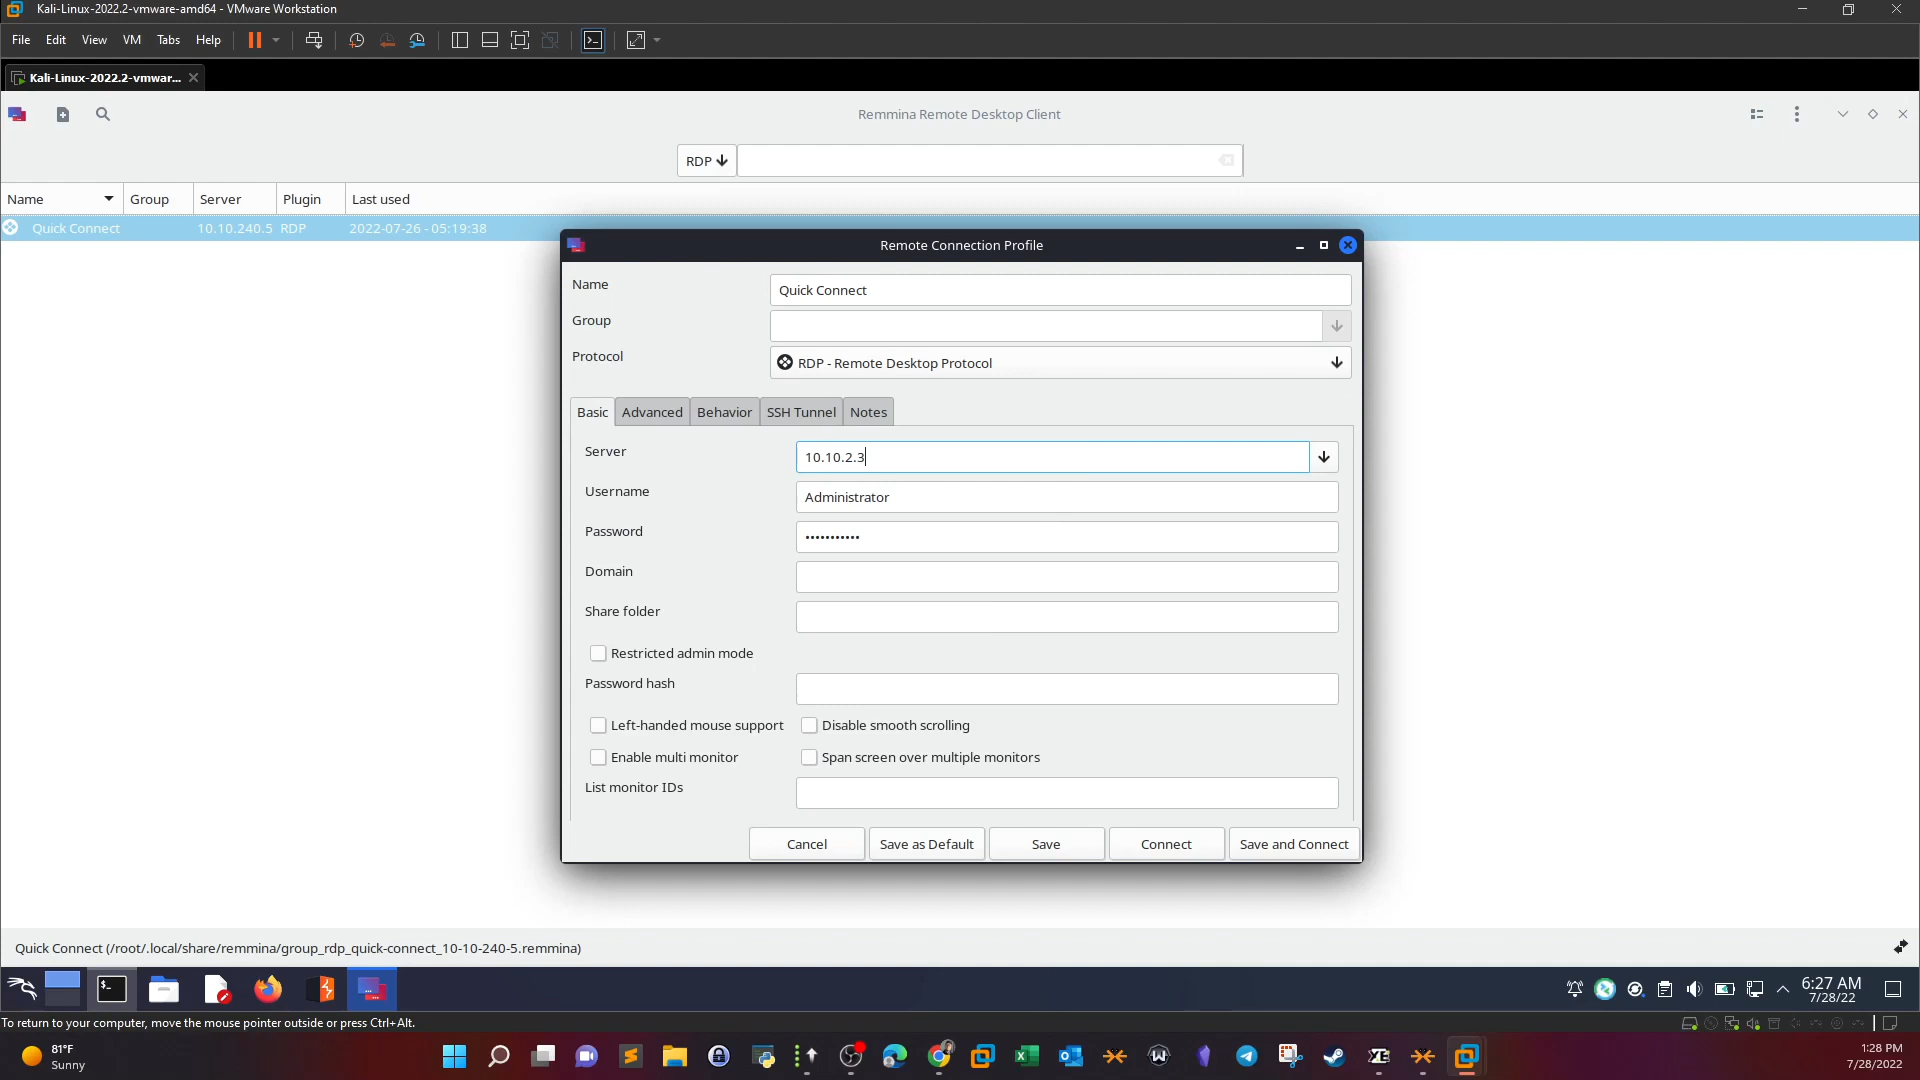 Kali-Linux-2022.2-vmware-amd64 - VMware Workstation
File Edit View VM Tabs Help
Kali-Linux-2022.2-vmwar...
Remmina Remote Desktop Client
RDP
Name Group Server Plugin Last used
Quick Connect 10.10.240.5 RDP 2022-07-26 - 05:19:38
Remote Connection Profile
Name Quick Connect
Group
Protocol RDP - Remote Desktop Protocol
Basic Advanced Behavior SSH Tunnel Notes
Server 10.10.2.3
Username Administrator
Password •••••••••••
Domain
Share folder
Restricted admin mode
Password hash
Left-handed mouse support Disable smooth scrolling
Enable multi monitor Span screen over multiple monitors
List monitor IDs
Cancel Save as Default Save Connect Save and Connect
Quick Connect (/root/.local/share/remmina/group_rdp_quick-connect_10-10-240-5.remmina)
6:27 AM
7/28/22
To return to your computer, move the mouse pointer outside or press Ctrl+Alt.
81°F
Sunny
1:28 PM
7/28/2022